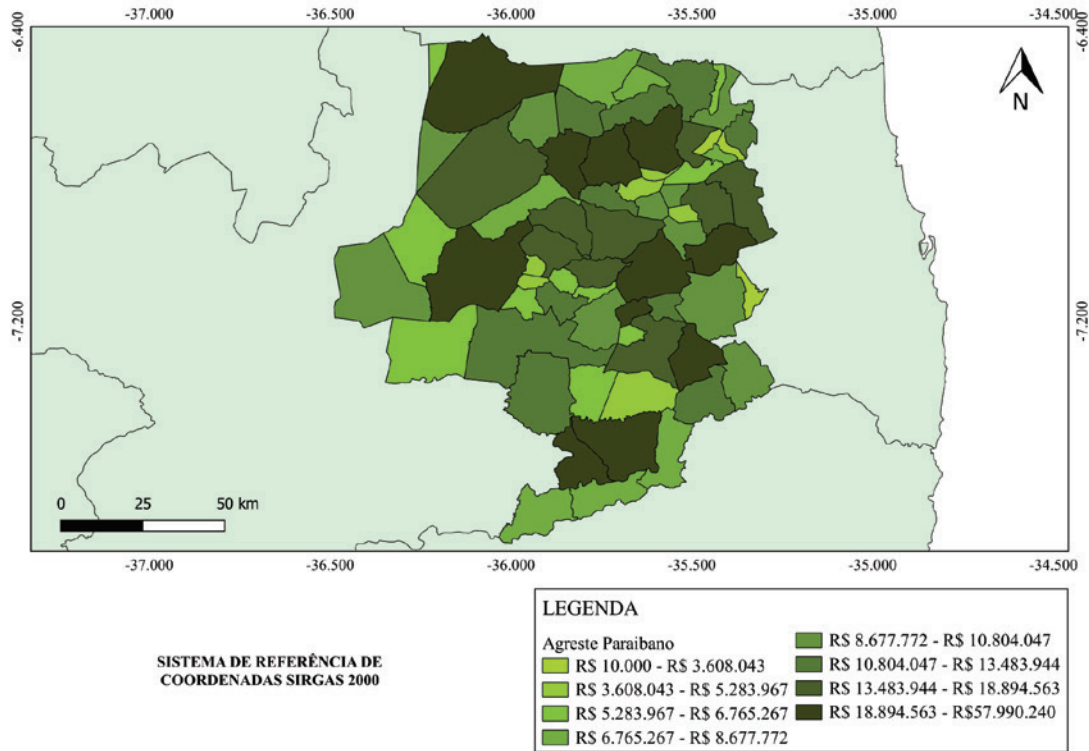 -37.000 -36.500 -36.000 -35.500 -35.000 -34.500
-6.400 -6.400
N
-7.200 -7.200
0 25 50 km
-37.000 -36.500 -36.000 -35.500 -35.000 -34.500
SISTEMA DE REFERÊNCIA DE
COORDENADAS SIRGAS 2000
LEGENDA
Agreste Paraibano
R$ 10.000 - R$ 3.608.043
R$ 3.608.043 - R$ 5.283.967
R$ 5.283.967 - R$ 6.765.267
R$ 6.765.267 - R$ 8.677.772
R$ 8.677.772 - R$ 10.804.047
R$ 10.804.047 - R$ 13.483.944
R$ 13.483.944 - R$ 18.894.563
R$ 18.894.563 - R$57.990.240